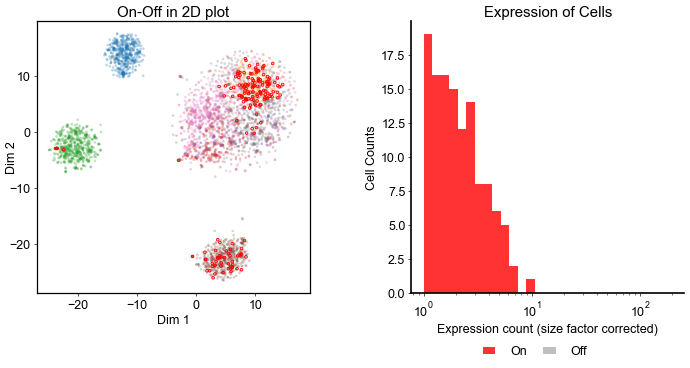 On-Off in 2D plot
Dim 2
10
0
−10
−20
−20
−10
0
10
Dim 1
Expression of Cells
Cell Counts
17.5
15.0
12.5
10.0
7.5
5.0
2.5
0.0
10^0
10^1
10^2
Expression count (size factor corrected)
On
Off